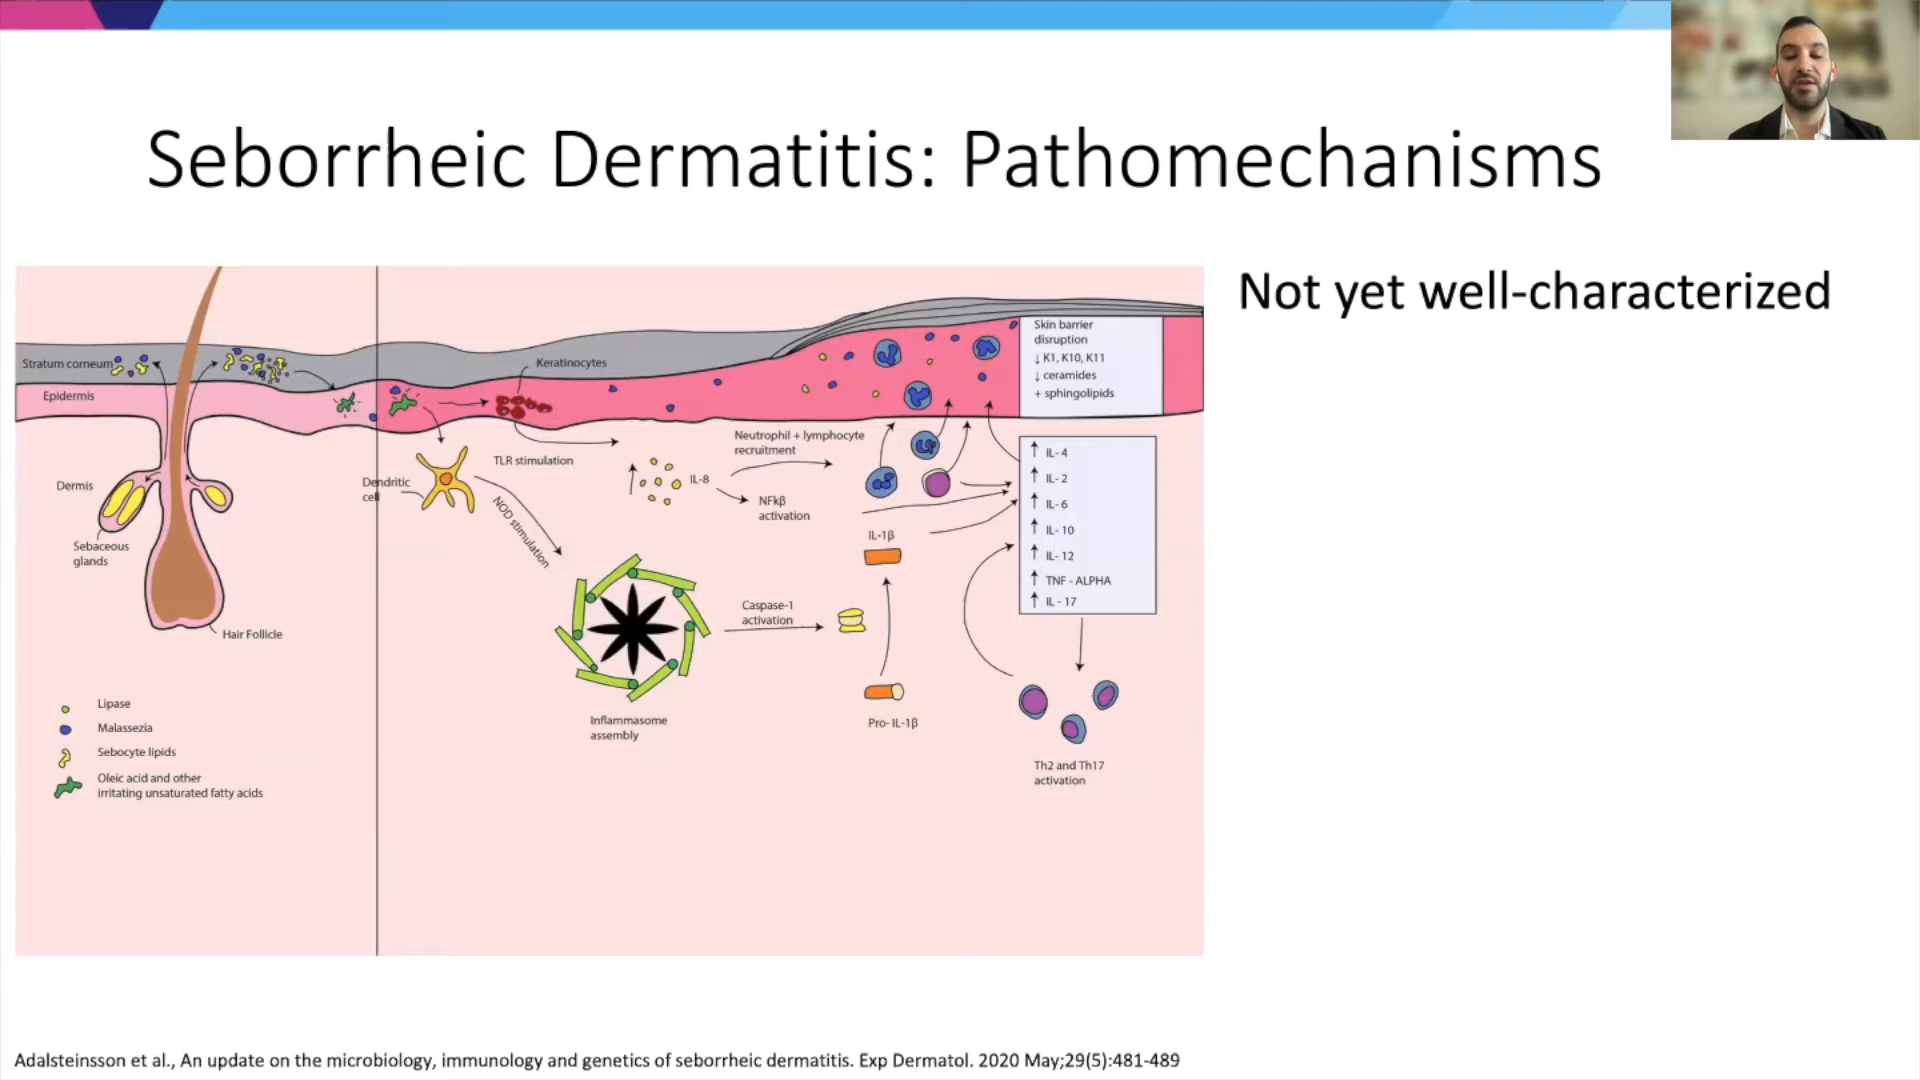 Seborrheic Dermatitis: Pathomechanisms
Not yet well-characterized
Stratum corneum
Epidermis
Dermis
Sebaceous
glands
Hair Follicle
Lipase
Malassezia
Sebocyte lipids
Oleic acid and other
irritating unsaturated fatty acids
Keratinocytes
Dendritic
cell
TLR stimulation
NOD stimulation
IL-8
Neutrophil + lymphocyte
recruitment
NFkβ
activation
Inflammasome
assembly
Caspase-1
activation
IL-1β
Pro- IL-1β
Skin barrier
disruption
↓ K1, K10, K11
↓ ceramides
+ sphingolipids
↑ IL- 4
↑ IL- 2
↑ IL- 6
↑ IL- 10
↑ IL- 12
↑ TNF - ALPHA
↑ IL - 17
Th2 and Th17
activation
Adalsteinsson et al., An update on the microbiology, immunology and genetics of seborrheic dermatitis. Exp Dermatol. 2020 May;29(5):481-489